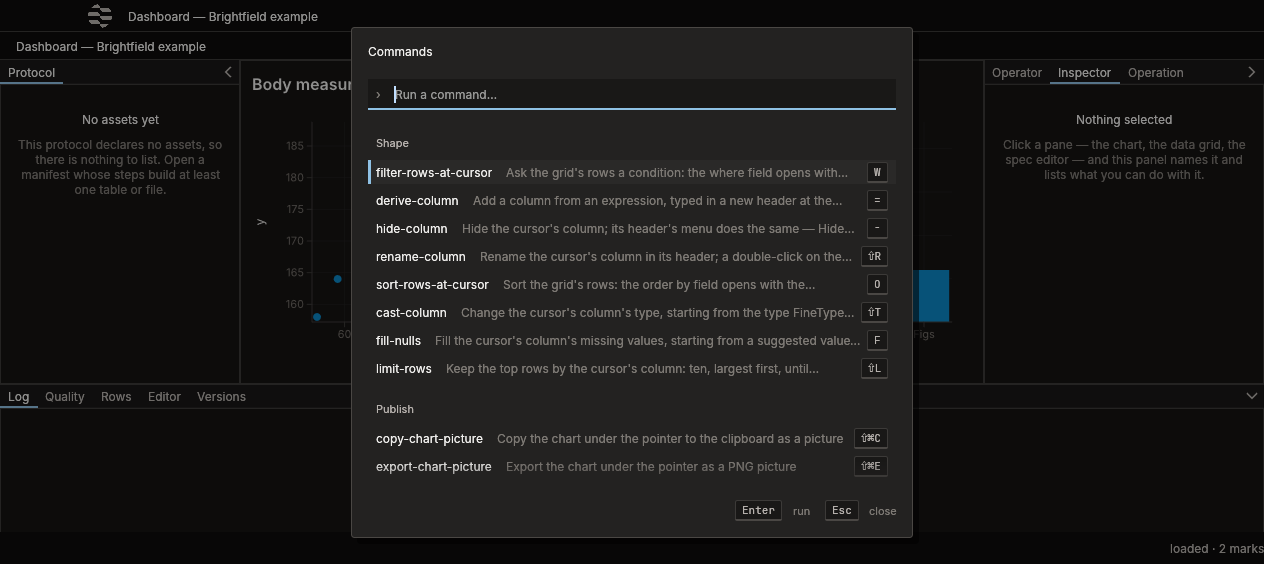 Dashboard — Brightfield example
Dashboard — Brightfield example
Protocol
No assets yet
This protocol declares no assets, so
there is nothing to list. Open a
manifest whose steps build at least
one table or file.
Body measur
185
180
175
170
165
160
y
60
Figs
Commands
› Run a command...
Shape
filter-rows-at-cursor Ask the grid's rows a condition: the where field opens with... W
derive-column Add a column from an expression, typed in a new header at the... =
hide-column Hide the cursor's column; its header's menu does the same — Hide... -
rename-column Rename the cursor's column in its header; a double-click on the... ⇧R
sort-rows-at-cursor Sort the grid's rows: the order by field opens with the... O
cast-column Change the cursor's column's type, starting from the type FineType... ⇧T
fill-nulls Fill the cursor's column's missing values, starting from a suggested value... F
limit-rows Keep the top rows by the cursor's column: ten, largest first, until... ⇧L
Publish
copy-chart-picture Copy the chart under the pointer to the clipboard as a picture ⇧⌘C
export-chart-picture Export the chart under the pointer as a PNG picture ⇧⌘E
Enter run Esc close
Operator Inspector Operation
Nothing selected
Click a pane — the chart, the data grid, the
spec editor — and this panel names it and
lists what you can do with it.
Log Quality Rows Editor Versions
loaded · 2 marks